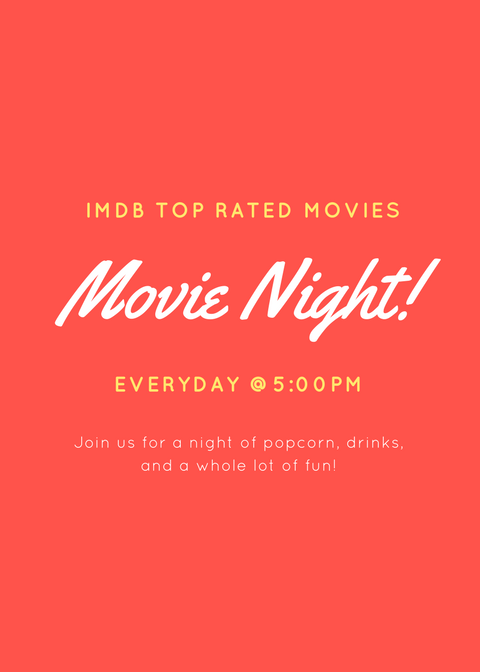 IMDB TOP RATED MOVIES
Movie Night!
EVERYDAY @ 5:00PM
Join us for a night of popcorn, drinks,
and a whole lot of fun!